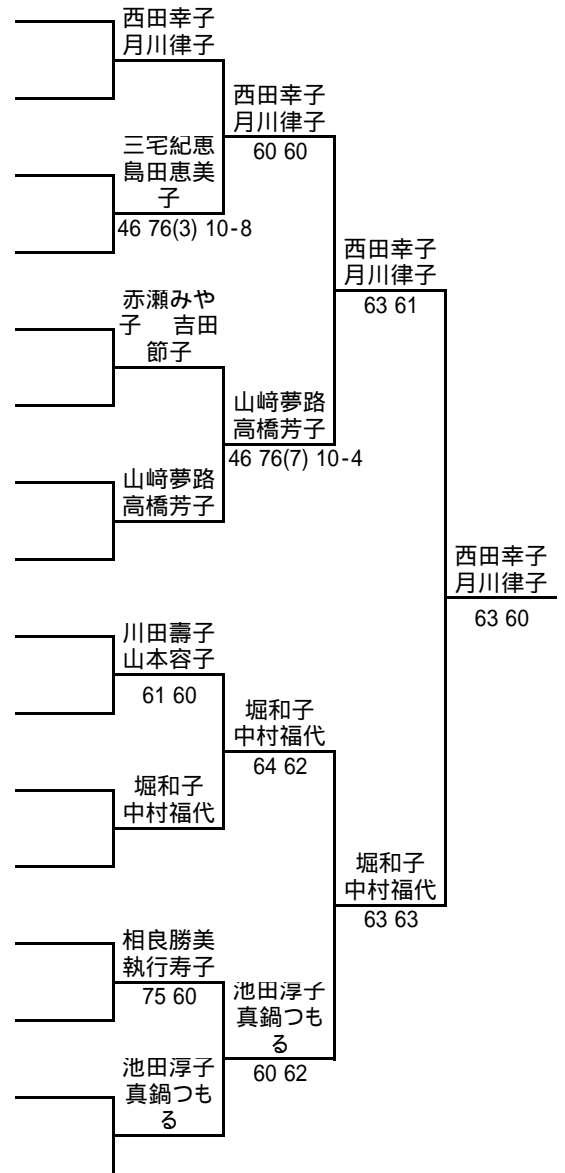 西田幸子
月川律子
西田幸子
月川律子
60 60
三宅紀恵
島田恵美
子
46 76(3) 10-8
西田幸子
月川律子
63 61
赤瀬みや
子　吉田
節子
山﨑夢路
高橋芳子
46 76(7) 10-4
山﨑夢路
高橋芳子
西田幸子
月川律子
63 60
川田壽子
山本容子
61 60
堀和子
中村福代
64 62
堀和子
中村福代
堀和子
中村福代
63 63
相良勝美
執行寿子
75 60
池田淳子
真鍋つも
る
60 62
池田淳子
真鍋つも
る